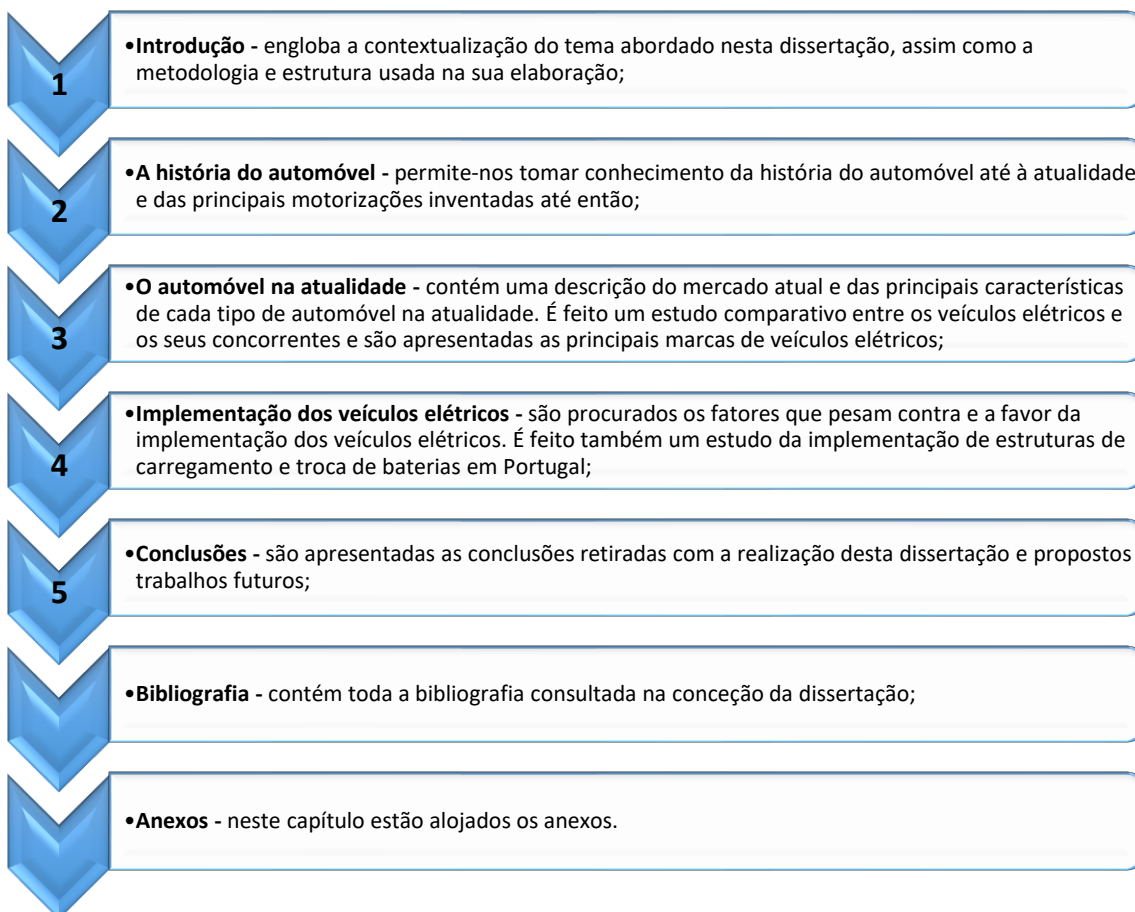 1
•Introdução - engloba a contextualização do tema abordado nesta dissertação, assim como a
metodologia e estrutura usada na sua elaboração;
2
•A história do automóvel - permite-nos tomar conhecimento da história do automóvel até à atualidade
e das principais motorizações inventadas até então;
3
•O automóvel na atualidade - contém uma descrição do mercado atual e das principais características
de cada tipo de automóvel na atualidade. É feito um estudo comparativo entre os veículos elétricos e
os seus concorrentes e são apresentadas as principais marcas de veículos elétricos;
4
•Implementação dos veículos elétricos - são procurados os fatores que pesam contra e a favor da
implementação dos veículos elétricos. É feito também um estudo da implementação de estruturas de
carregamento e troca de baterias em Portugal;
5
•Conclusões - são apresentadas as conclusões retiradas com a realização desta dissertação e propostos
trabalhos futuros;
•Bibliografia - contém toda a bibliografia consultada na conceção da dissertação;
•Anexos - neste capítulo estão alojados os anexos.